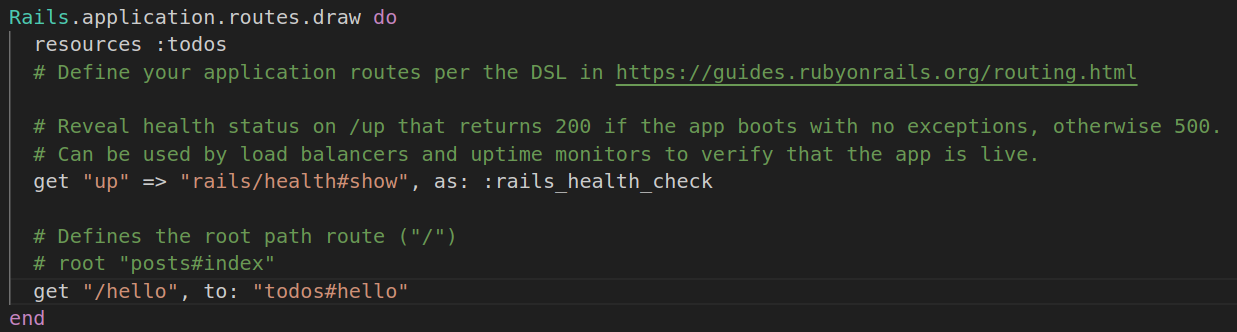 Rails.application.routes.draw do
  resources :todos
  # Define your application routes per the DSL in https://guides.rubyonrails.org/routing.html

  # Reveal health status on /up that returns 200 if the app boots with no exceptions, otherwise 500.
  # Can be used by load balancers and uptime monitors to verify that the app is live.
  get "up" => "rails/health#show", as: :rails_health_check

  # Defines the root path route ("/")
  # root "posts#index"
  get "/hello", to: "todos#hello"
end